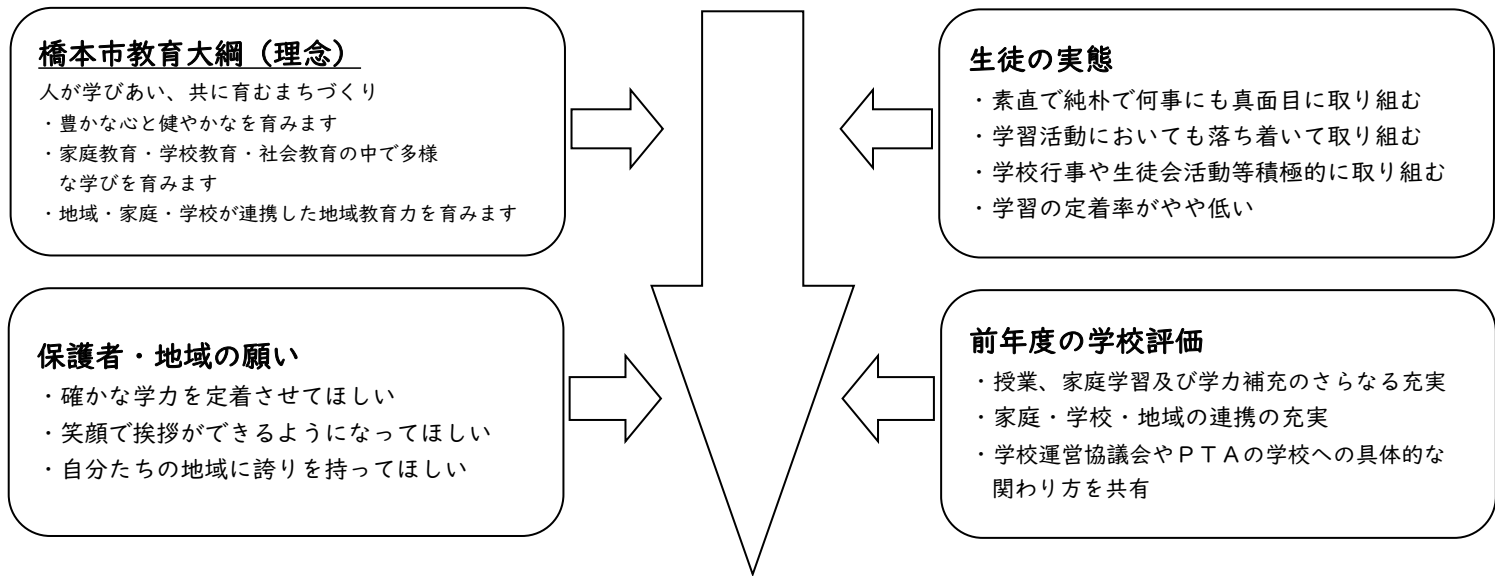 橋本市教育大綱（理念）
人が学びあい、共に育むまちづくり
・豊かな心と健やかなを育みます
・家庭教育・学校教育・社会教育の中で多様
な学びを育みます
・地域・家庭・学校が連携した地域教育力を育みます
生徒の実態
・素直で純朴で何事にも真面目に取り組む
・学習活動においても落ち着いて取り組む
・学校行事や生徒会活動等積極的に取り組む
・学習の定着率がやや低い
保護者・地域の願い
・確かな学力を定着させてほしい
・笑顔で挨拶ができるようになってほしい
・自分たちの地域に誇りを持ってほしい
前年度の学校評価
・授業、家庭学習及び学力補充のさらなる充実
・家庭・学校・地域の連携の充実
・学校運営協議会やＰＴＡの学校への具体的な
関わり方を共有